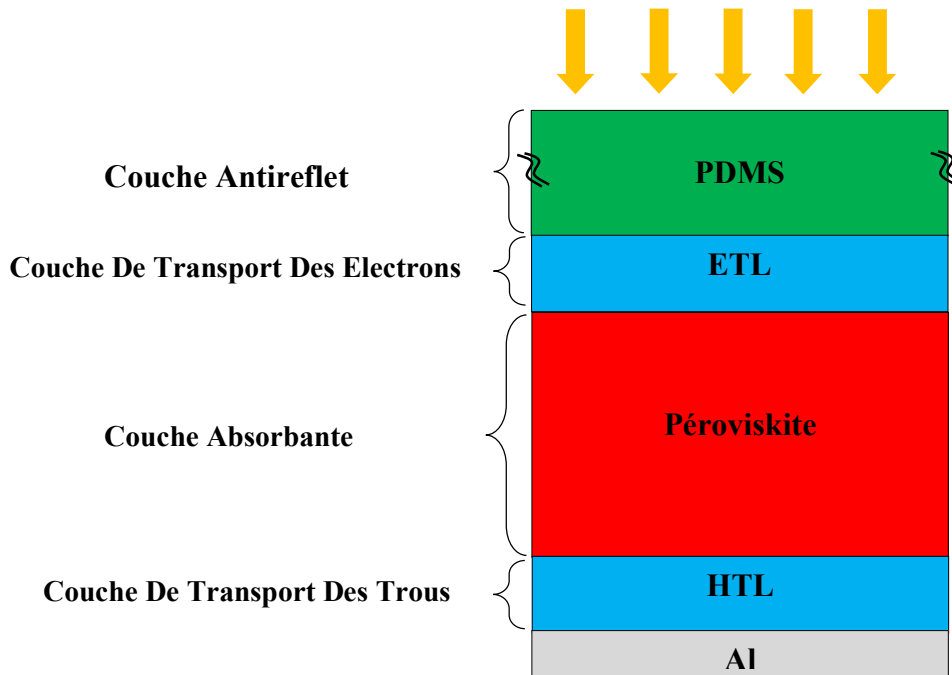 Couche Antireflet
PDMS
Couche De Transport Des Electrons
ETL
Couche Absorbante
Péroviskite
Couche De Transport Des Trous
HTL
Al